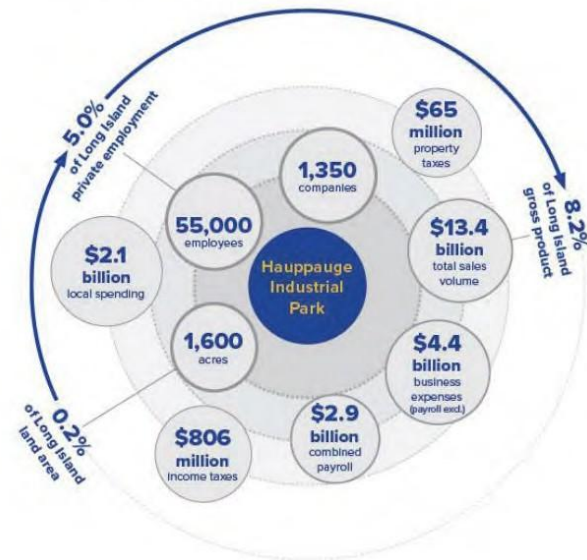 Hauppauge
Industrial
Park
1,350
companies
55,000
employees
1,600
acres
$65
million
property
taxes
$13.4
billion
total sales
volume
$4.4
billion
business
expenses
(payroll exd.)
$2.9
billion
combined
payroll
$806
million
income taxes
$2.1
billion
local spending
0.2%
of Long Island
land area
5.0%
of Long Island
private employment
8.2%
of Long Island
gross product